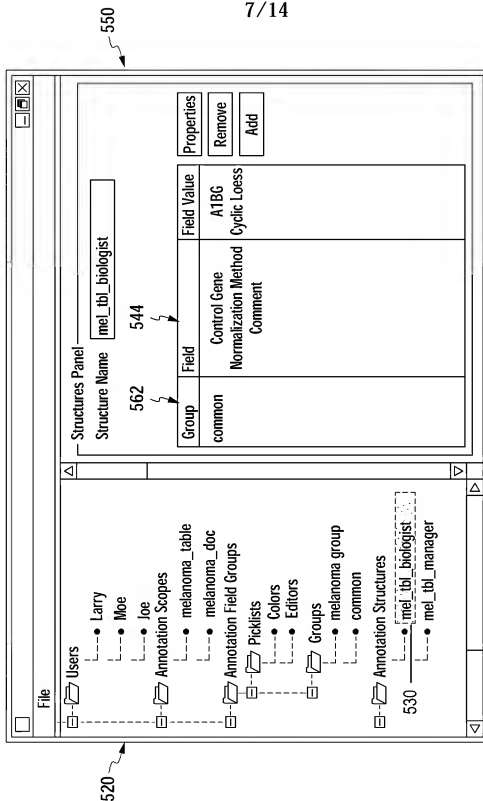 7/14
550
520
File
Users
Larry
Moe
Joe
Annotation Scopes
melanoma_table
melanoma_doc
Annotation Field Groups
Picklists
Colors
Editors
Groups
melanoma group
common
Annotation Structures
mel_tbl_biologist
530
mel_tbl_manager
Structures Panel
Structure Name mel_tbl_biologist
562
544
Group Field Field Value
common Control Gene A1BG
Normalization Method Cyclic Loess
Comment
Properties
Remove
Add